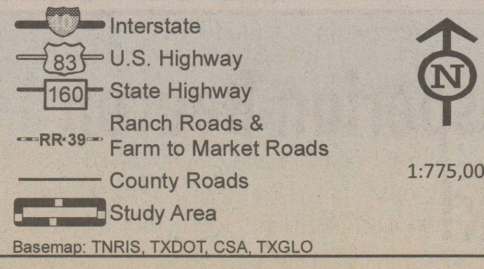 40 Interstate
83 U.S. Highway
160 State Highway
RR-39 Ranch Roads &
Farm to Market Roads
County Roads
Study Area
Basemap: TNRIS, TXDOT, CSA, TXGLO
N
1:775,00